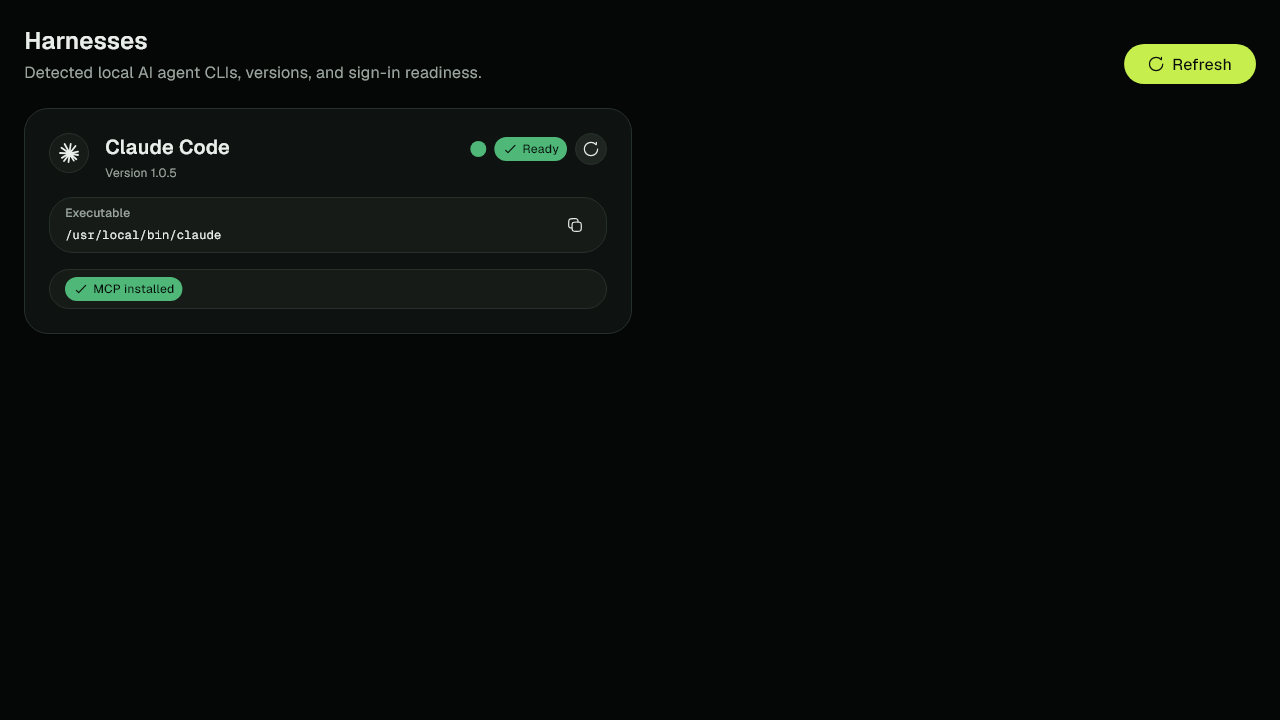 Harnesses
Detected local AI agent CLIs, versions, and sign-in readiness.
Refresh
Claude Code
Ready
Version 1.0.5
Executable
/usr/local/bin/claude
MCP installed